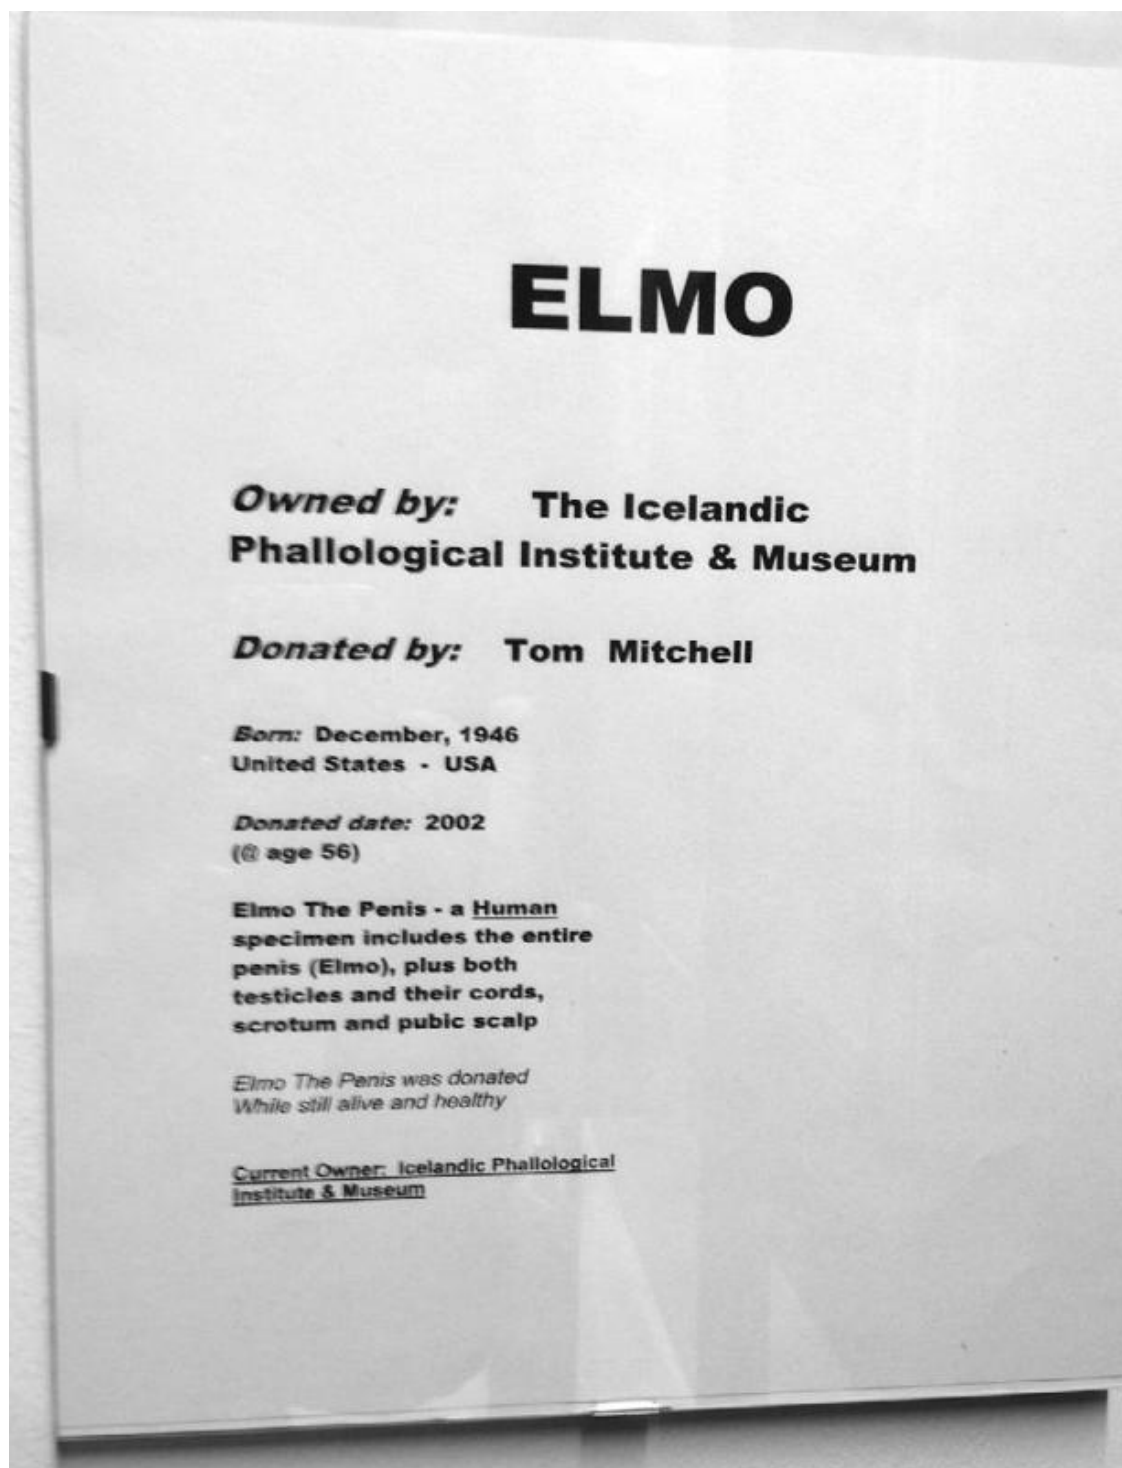 ELMO
Owned by: The Icelandic
Phallological Institute & Museum
Donated by: Tom Mitchell
Born: December, 1946
United States - USA
Donated date: 2002
(@ age 56)
Elmo The Penis - a Human
specimen includes the entire
penis (Elmo), plus both
testicles and their cords,
scrotum and pubic scalp
Elmo The Penis was donated
While still alive and healthy
Current Owner: Icelandic Phallological
Institute & Museum